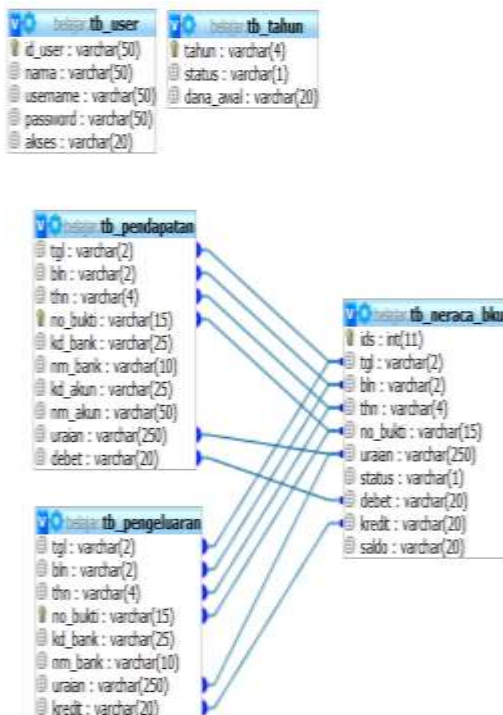 belajar tb_user
id_user : varchar(50)
nama : varchar(50)
username : varchar(50)
password : varchar(50)
akses : varchar(20)
belajar tb_tahun
tahun : varchar(4)
status : varchar(1)
dana_awal : varchar(20)
belajar tb_pendapatan
tgl : varchar(2)
bln : varchar(2)
thn : varchar(4)
no_bukti : varchar(15)
kd_bank : varchar(25)
nm_bank : varchar(10)
kd_akun : varchar(25)
nm_akun : varchar(50)
uraian : varchar(250)
debet : varchar(20)
belajar tb_neraca_bku
ids : int(11)
tgl : varchar(2)
bln : varchar(2)
thn : varchar(4)
no_bukti : varchar(15)
uraian : varchar(250)
status : varchar(1)
debet : varchar(20)
kredit : varchar(20)
saldo : varchar(20)
belajar tb_pengeluaran
tgl : varchar(2)
bln : varchar(2)
thn : varchar(4)
no_bukti : varchar(15)
kd_bank : varchar(25)
nm_bank : varchar(10)
uraian : varchar(250)
kredit : varchar(20)